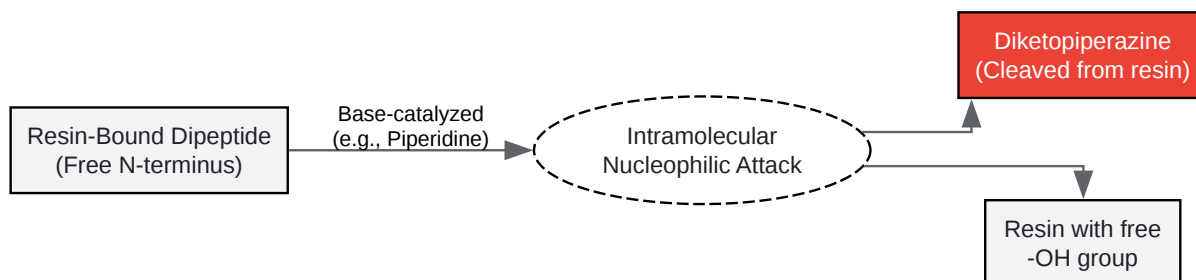 Resin-Bound Dipeptide
(Free N-terminus)
Base-catalyzed
(e.g., Piperidine)
Intramolecular
Nucleophilic Attack
Diketopiperazine
(Cleaved from resin)
Resin with free
-OH group